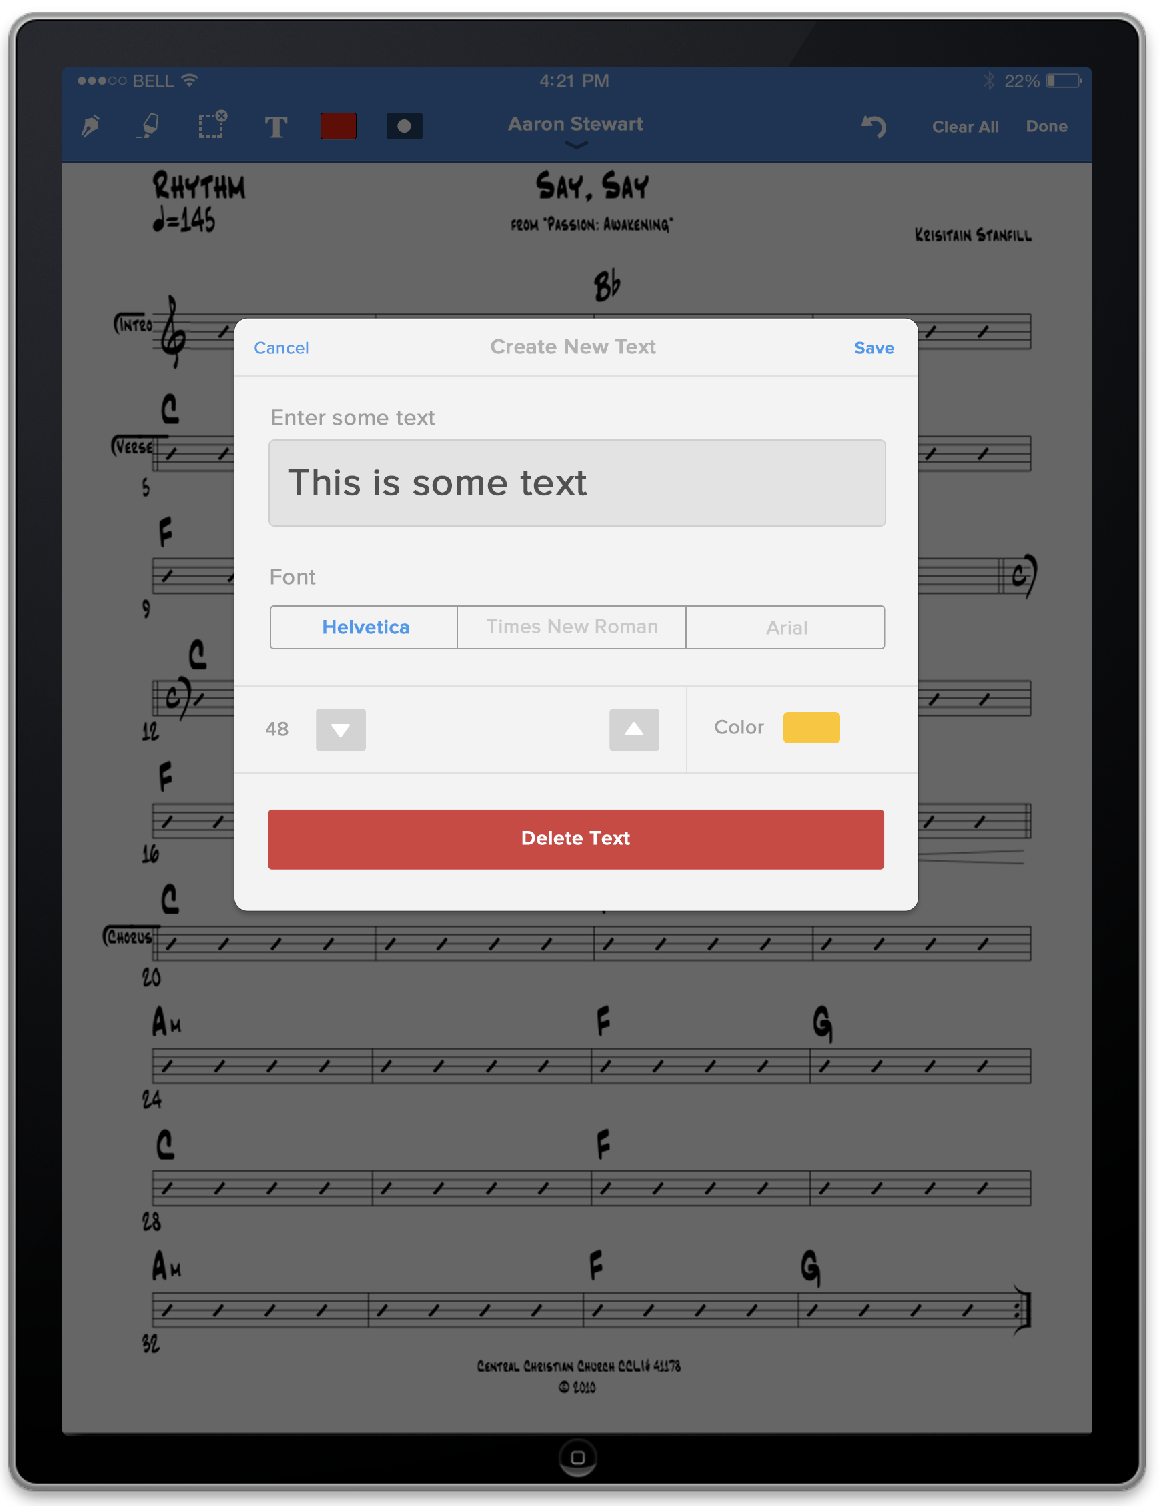 BELL 4:21 PM 22%
T Aaron Stewart Clear All Done
RHYTHM SAY, SAY
=145 FROM "PASSION: AWAKENING"
KRISITAIN STANFILL
Bb
INTRO
Cancel Create New Text Save
C
Enter some text
VERSE
This is some text
5
F
Font
9
Helvetica Times New Roman Arial
C
12
48 Color
F
Delete Text
16
C
CHORUS
20
AM F G
24
C F
28
AM F G
32
CENTRAL CHRISTIAN CHURCH CCLI# 41178
© 2010